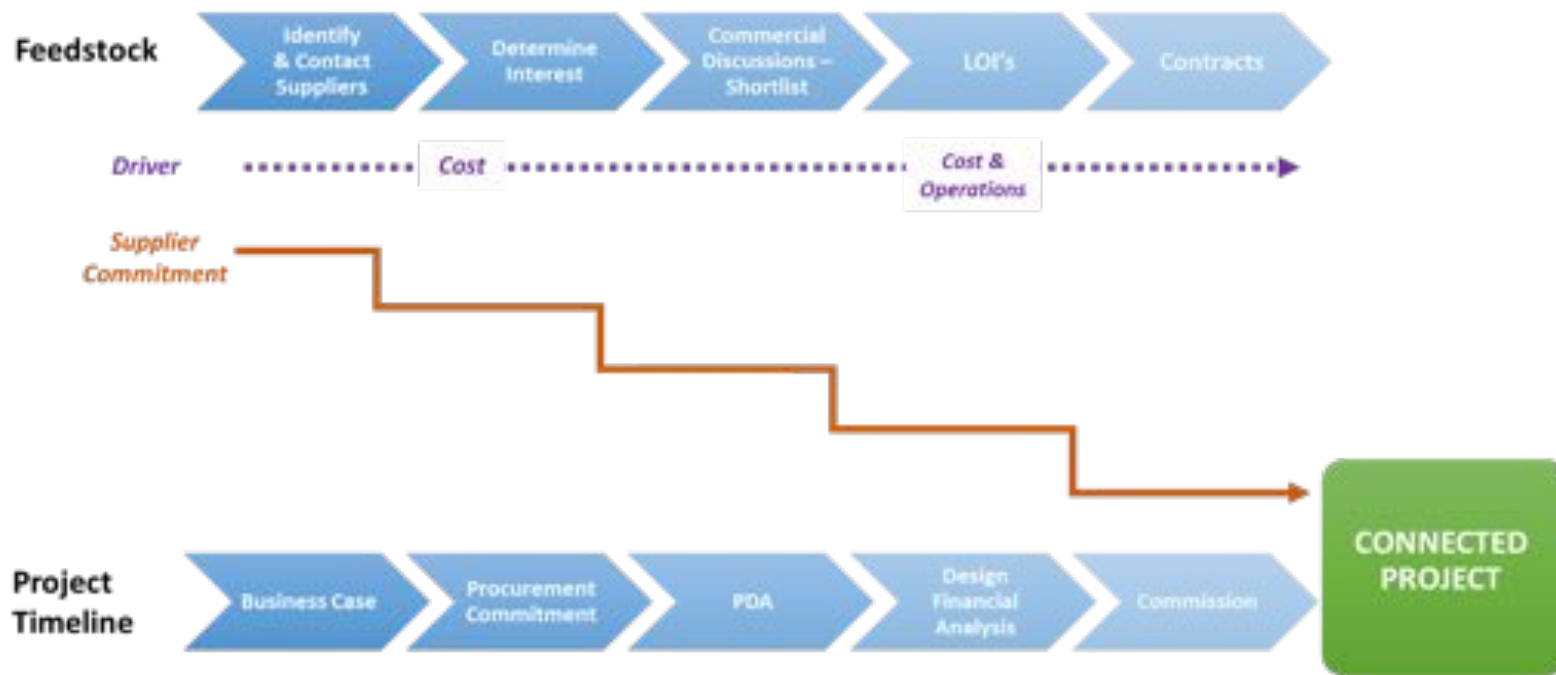 Feedstock
Identify
& Contact
Suppliers
Determine
Interest
Commercial
Discussions –
Shortlist
LOI's
Contracts
Driver
Cost
Cost &
Operations
Supplier
Commitment
Project
Timeline
Business Case
Procurement
Commitment
PDA
Design
Financial
Analysis
Commission
CONNECTED
PROJECT